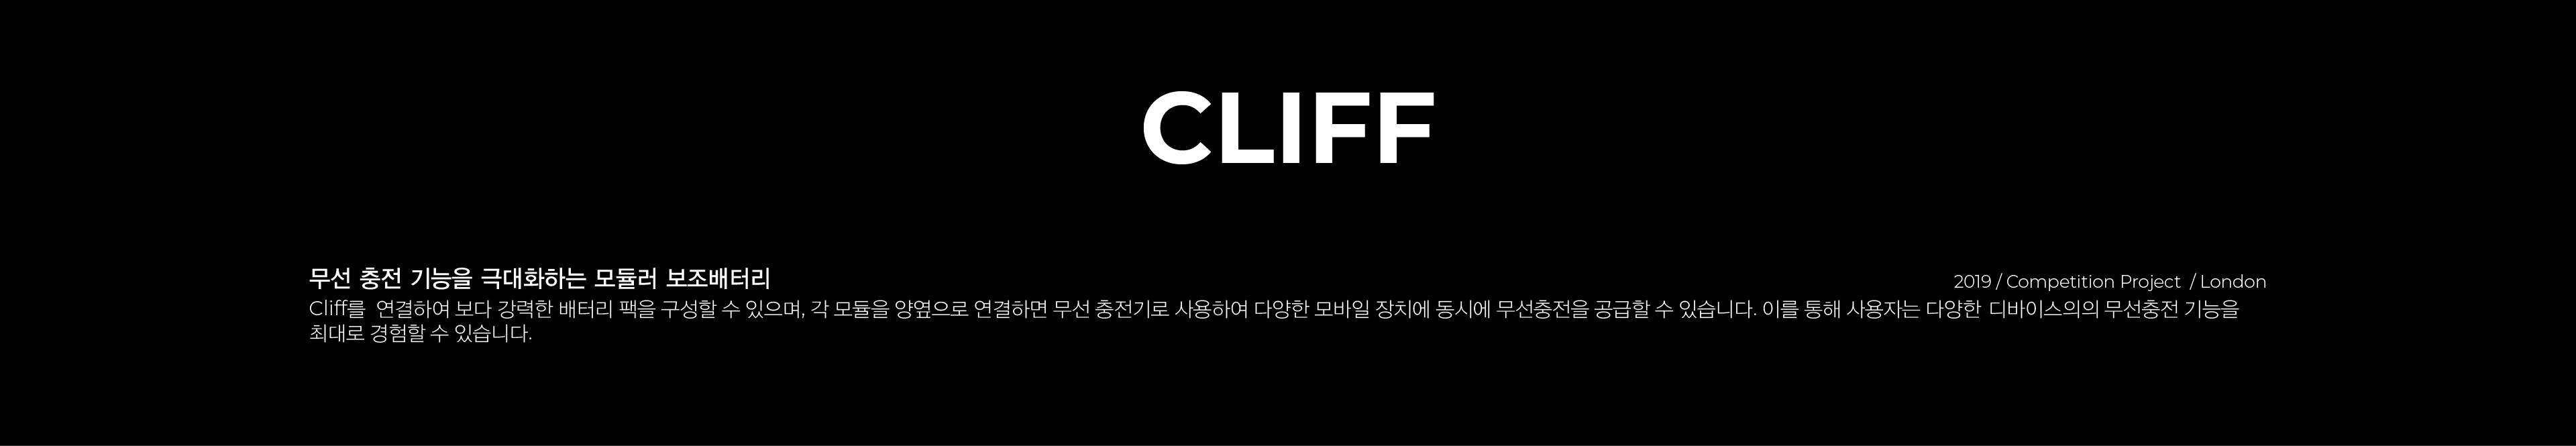 CLIFF
무선 충전 기능을 극대화하는 모듈러 보조배터리
2019 / Competition Project / London
Cliff를 연결하여 보다 강력한 배터리 팩을 구성할 수 있으며, 각 모듈을 양옆으로 연결하면 무선 충전기로 사용하여 다양한 모바일 장치에 동시에 무선충전을 공급할 수 있습니다. 이를 통해 사용자는 다양한 디바이스의의 무선충전 기능을
최대로 경험할 수 있습니다.